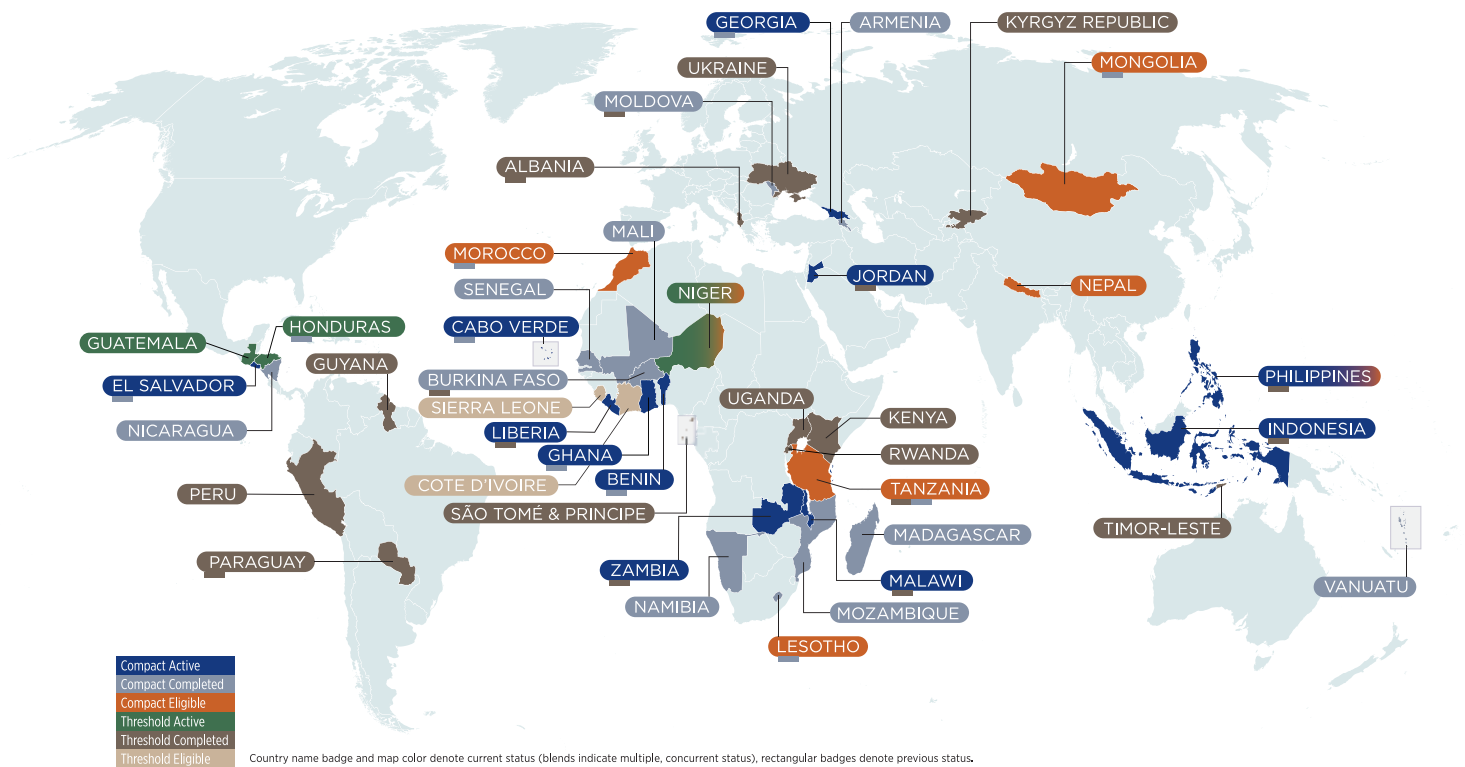 GEORGIA
ARMENIA
KYRGYZ REPUBLIC
MONGOLIA
UKRAINE
MOLDOVA
ALBANIA
MALI
MOROCCO
SENEGAL
NIGER
JORDAN
NEPAL
CABO VERDE
HONDURAS
GUATEMALA
GUYANA
EL SALVADOR
BURKINA FASO
PHILIPPINES
SIERRA LEONE
UGANDA
KENYA
NICARAGUA
LIBERIA
INDONESIA
GHANA
RWANDA
BENIN
COTE D'IVOIRE
TANZANIA
PERU
SÃO TOMÉ & PRINCIPE
TIMOR-LESTE
MADAGASCAR
PARAGUAY
ZAMBIA
MALAWI
VANUATU
NAMIBIA
MOZAMBIQUE
LESOTHO
Compact Active
Compact Completed
Compact Eligible
Threshold Active
Threshold Completed
Threshold Eligible
Country name badge and map color denote current status (blends indicate multiple, concurrent status), rectangular badges denote previous status.